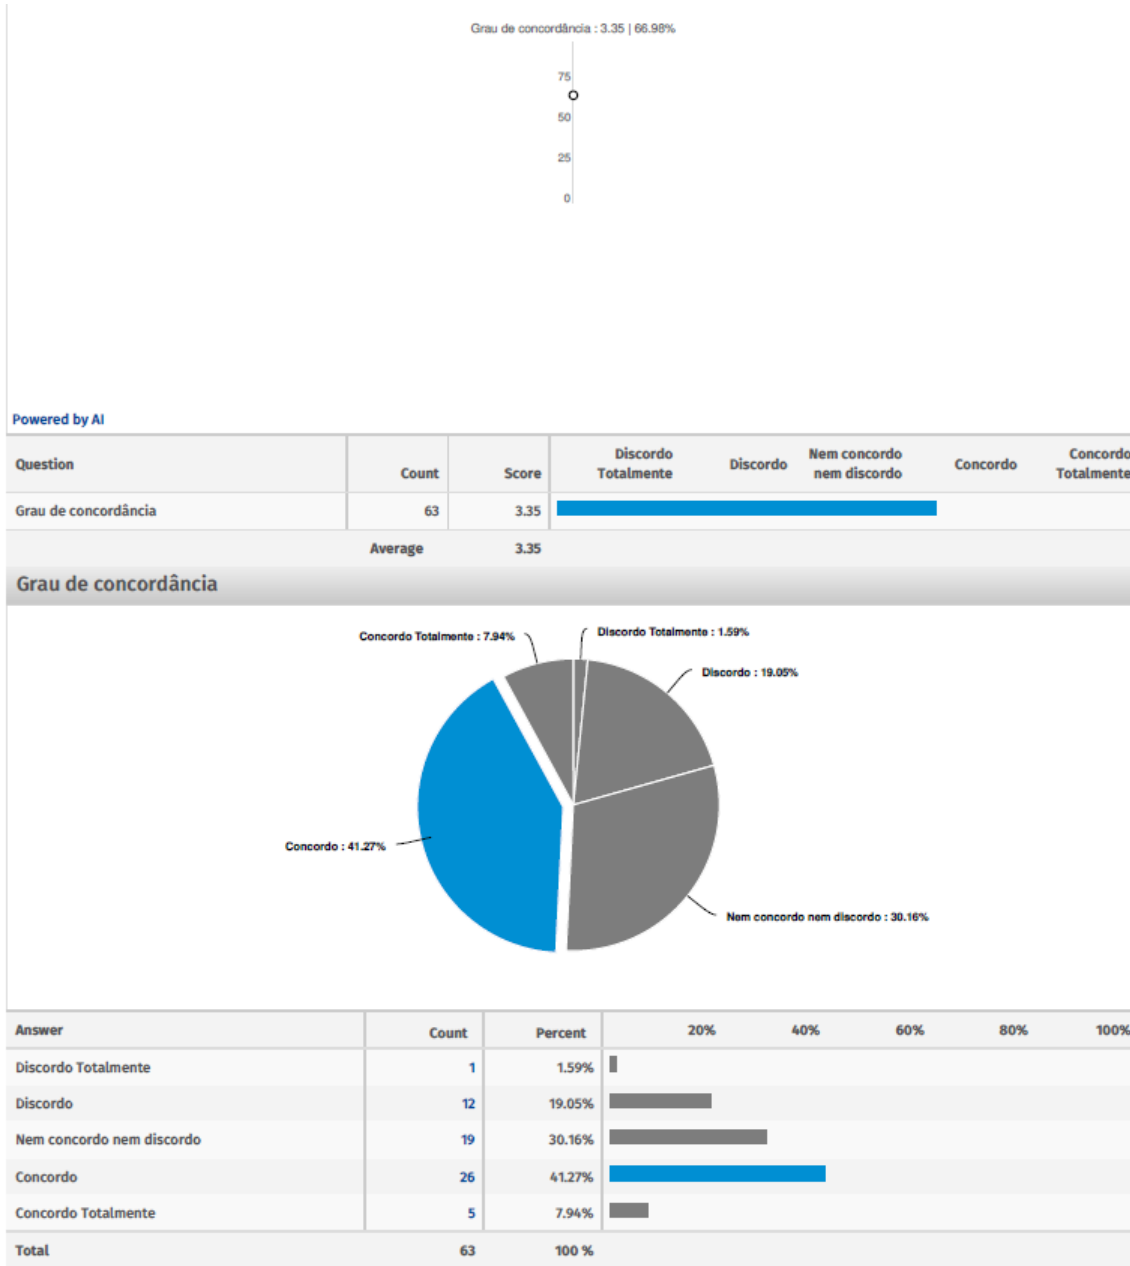 Grau de concordância : 3.35 | 66.98%
75
50
25
0
Powered by AI
Question Count Score Discordo Totalmente Discordo Nem concordo nem discordo Concordo Concordo Totalmente
Grau de concordância 63 3.35
Average 3.35
Grau de concordância
Concordo Totalmente : 7.94%
Discordo Totalmente : 1.59%
Discordo : 19.05%
Concordo : 41.27%
Nem concordo nem discordo : 30.16%
Answer Count Percent 20% 40% 60% 80% 100%
Discordo Totalmente 1 1.59%
Discordo 12 19.05%
Nem concordo nem discordo 19 30.16%
Concordo 26 41.27%
Concordo Totalmente 5 7.94%
Total 63 100 %